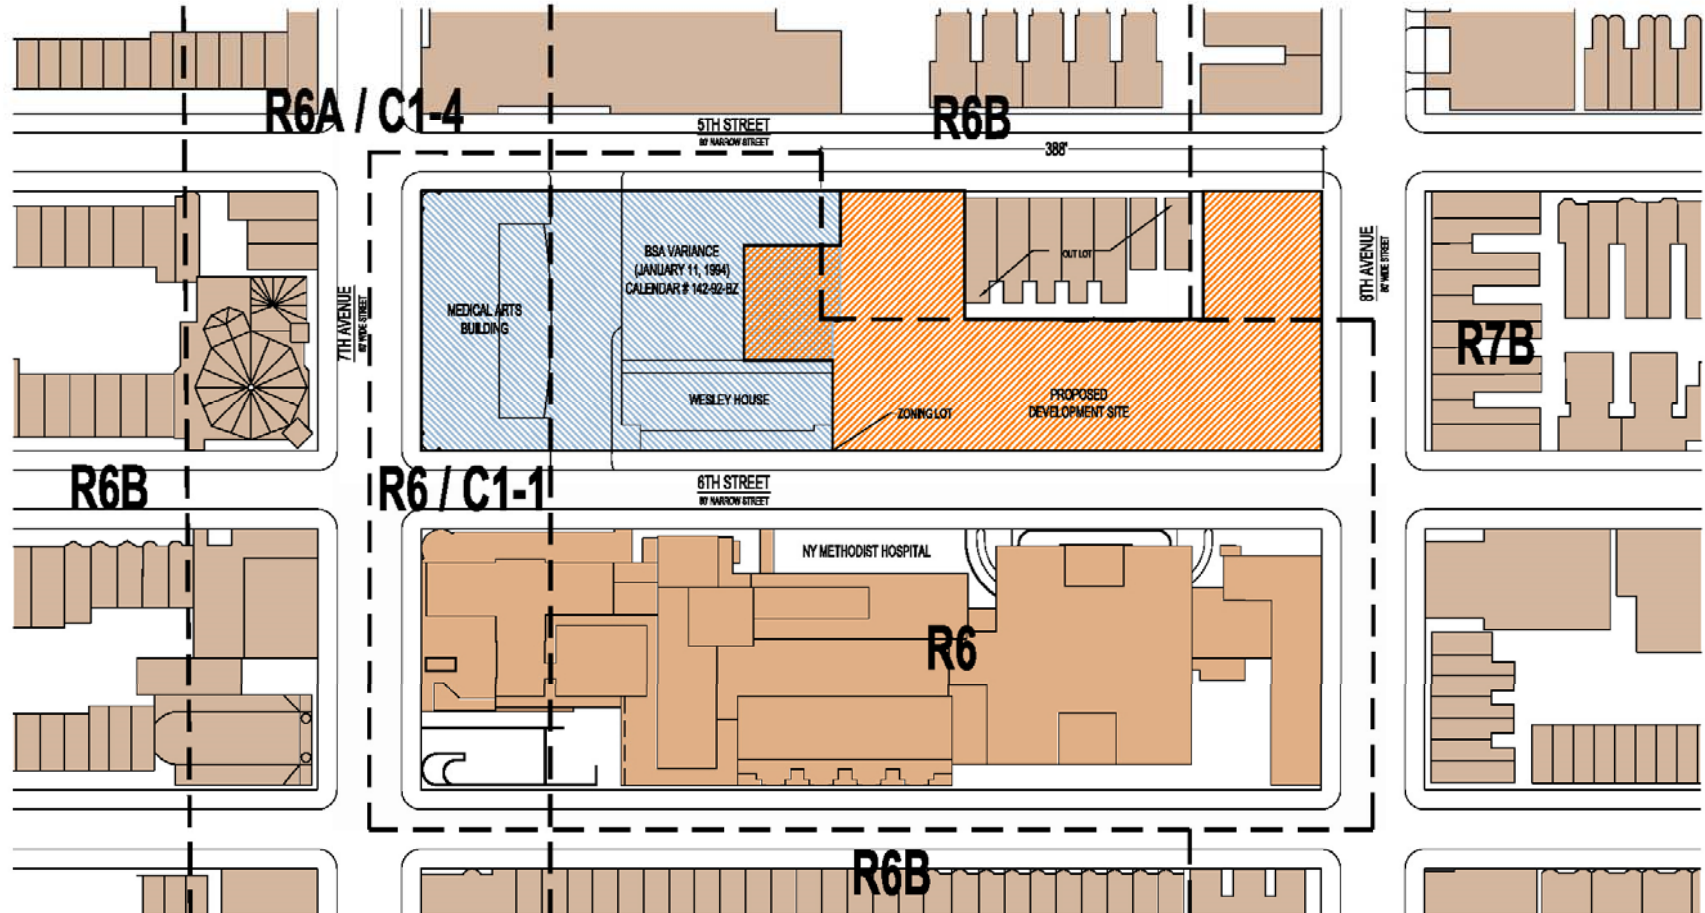 R6A / C1-4
5TH STREET
60' NARROW STREET
R6B
388'
BSA VARIANCE
(JANUARY 11, 1994)
CALENDAR # 142-92-BZ
OUT LOT
8TH AVENUE
80' WIDE STREET
7TH AVENUE
80' WIDE STREET
MEDICAL ARTS
BUILDING
R7B
WESLEY HOUSE
ZONING LOT
PROPOSED
DEVELOPMENT SITE
R6B
R6 / C1-1
6TH STREET
60' NARROW STREET
NY METHODIST HOSPITAL
R6
R6B